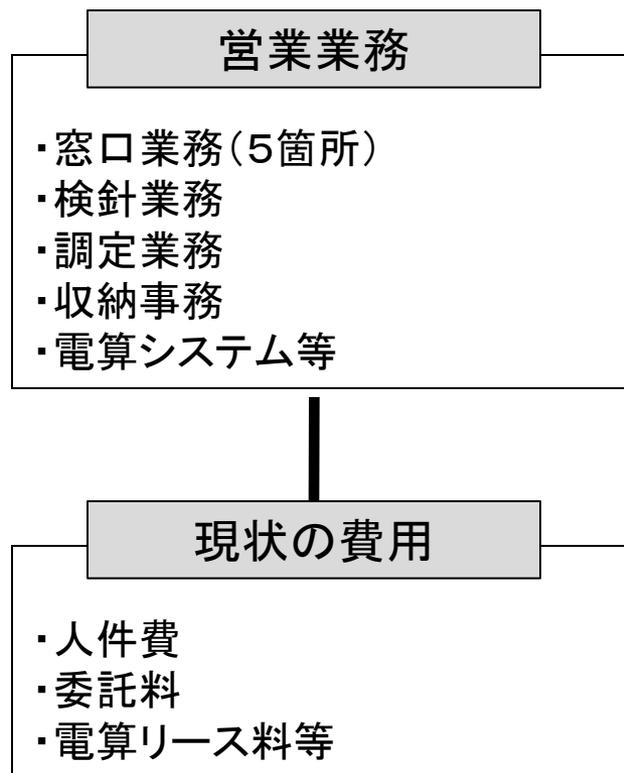 営業業務
・窓口業務（５箇所）
・検針業務
・調定業務
・収納事務
・電算システム等
現状の費用
・人件費
・委託料
・電算リース料等